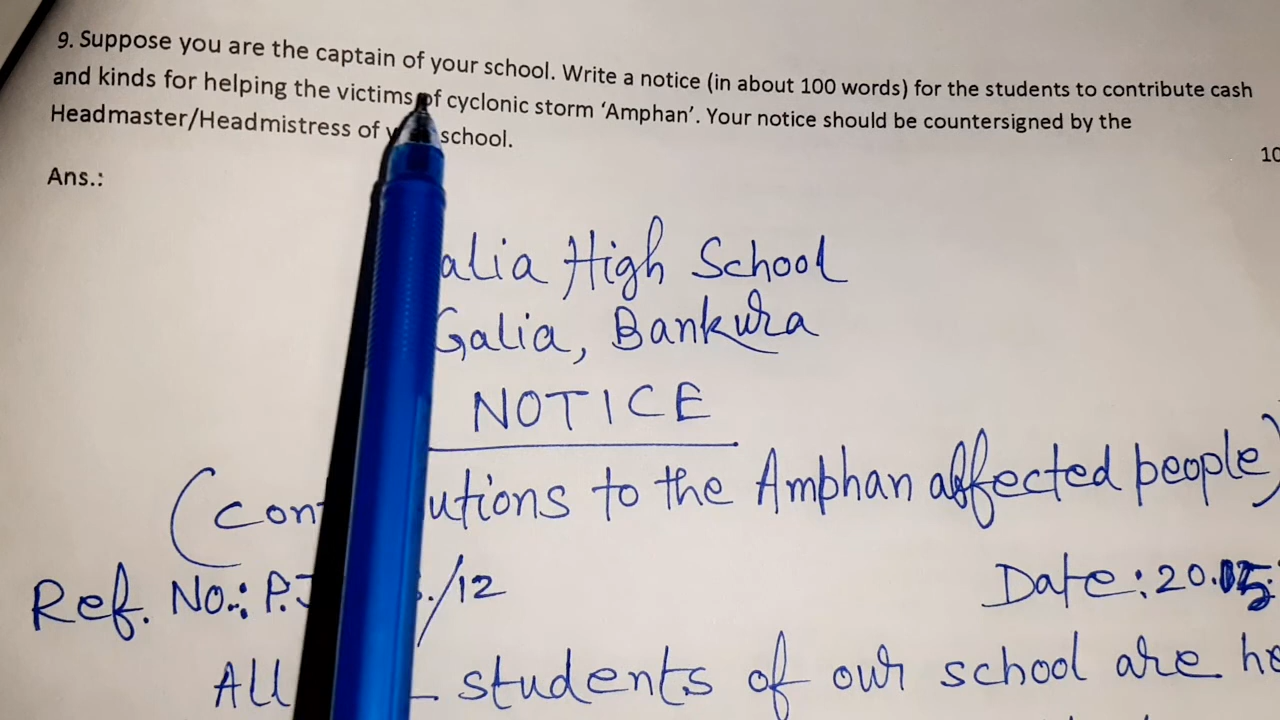 9. Suppose you are the captain of your school. Write a notice (in about 100 words) for the students to contribute cash
and kinds for helping the victims of cyclonic storm ‘Amphan’. Your notice should be countersigned by the
Headmaster/Headmistress of school.
10
Ans.:
High School
Galia, Bankura
NOTICE
to the Amphan affected people)
Ref. No.: /12
Date: 20.05
All students of our school are